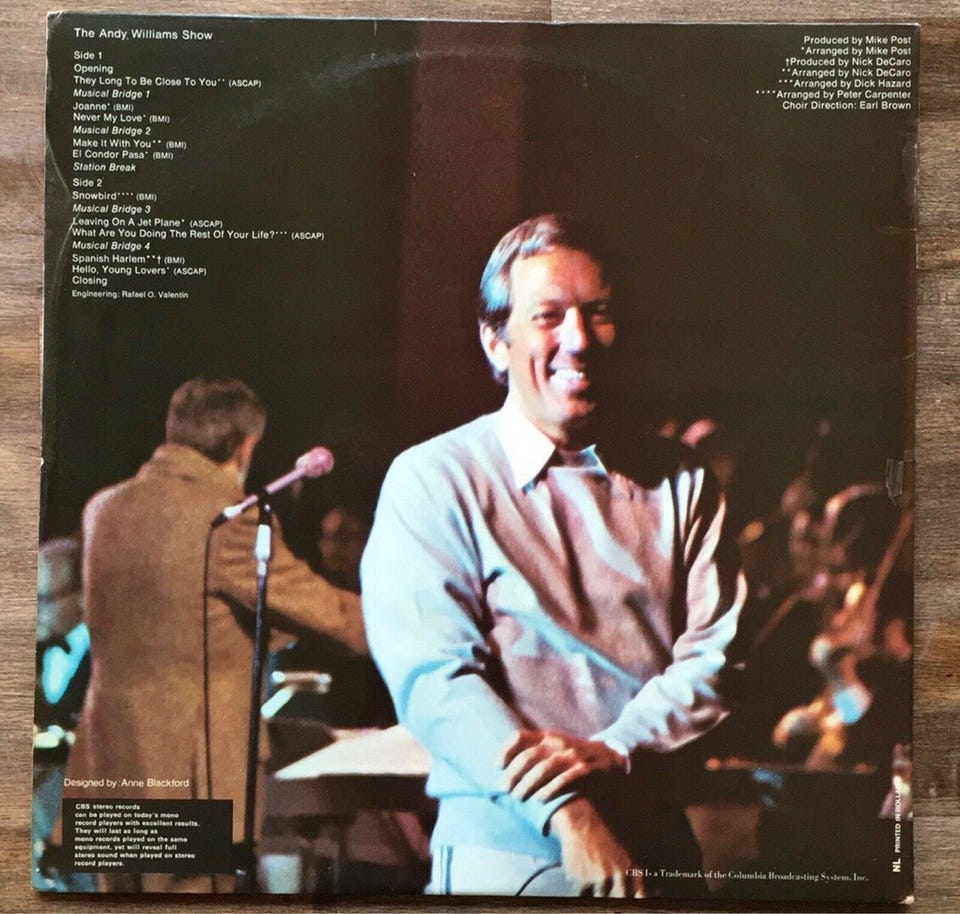 The Andy Williams Show
Side 1
Opening
They Long To Be Close To You** (ASCAP)
Musical Bridge 1
Joanne* (BMI)
Never My Love* (BMI)
Musical Bridge 2
Make It With You** (BMI)
El Condor Pasa* (BMI)
Station Break
Side 2
Snowbird**** (BMI)
Musical Bridge 3
Leaving On A Jet Plane* (ASCAP)
What Are You Doing The Rest Of Your Life?*** (ASCAP)
Musical Bridge 4
Spanish Harlem**† (BMI)
Hello, Young Lovers* (ASCAP)
Closing
Engineering: Rafael O. Valentin
Produced by Mike Post
*Arranged by Mike Post
†Produced by Nick DeCaro
**Arranged by Nick DeCaro
***Arranged by Dick Hazard
****Arranged by Peter Carpenter
Choir Direction: Earl Brown
Designed by: Anne Blackford
CBS stereo records
can be played on today's mono
record players with excellent results.
They will last as long as
mono records played on the same
equipment, yet will reveal full
stereo sound when played on stereo
record players.
CBS Is a Trademark of the Columbia Broadcasting System, Inc.
NL PRINTED IN